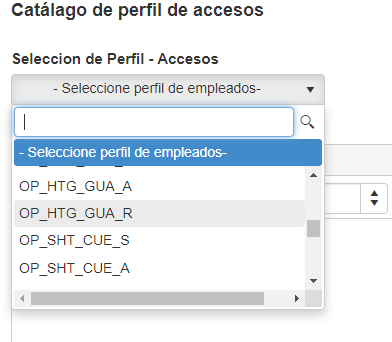 Catálago de perfil de accesos
Seleccion de Perfil - Accesos
- Seleccione perfil de empleados-
- Seleccione perfil de empleados-
OP_HTG_GUA_A
OP_HTG_GUA_R
OP_SHT_CUE_S
OP_SHT_CUE_A